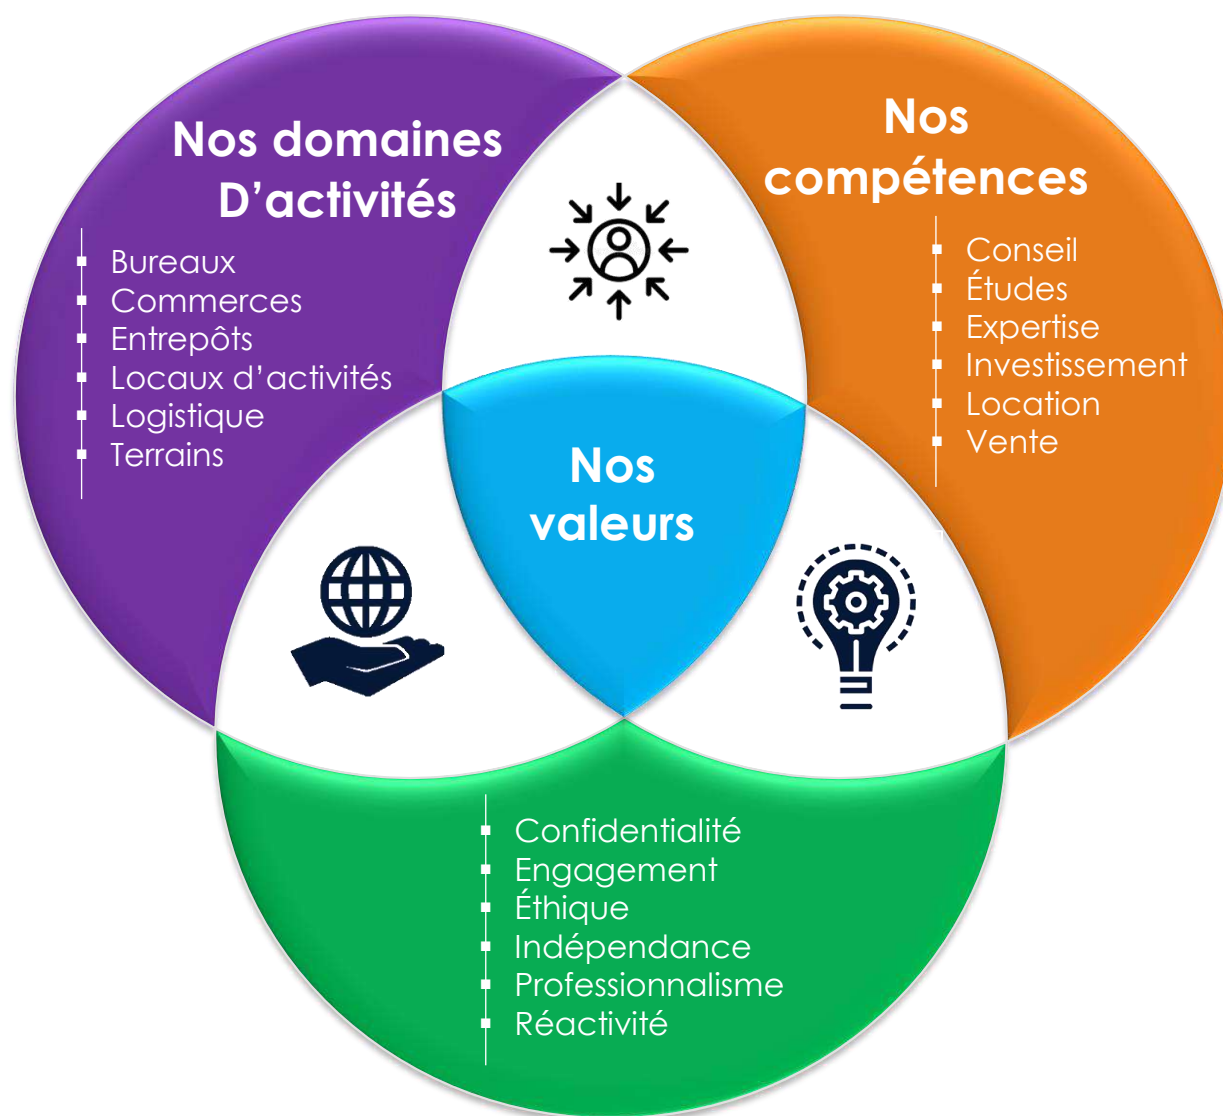 Nos domaines
D’activités
Bureaux
Commerces
Entrepôts
Locaux d’activités
Logistique
Terrains
Nos
compétences
Conseil
Études
Expertise
Investissement
Location
Vente
Nos
valeurs
Confidentialité
Engagement
Éthique
Indépendance
Professionnalisme
Réactivité